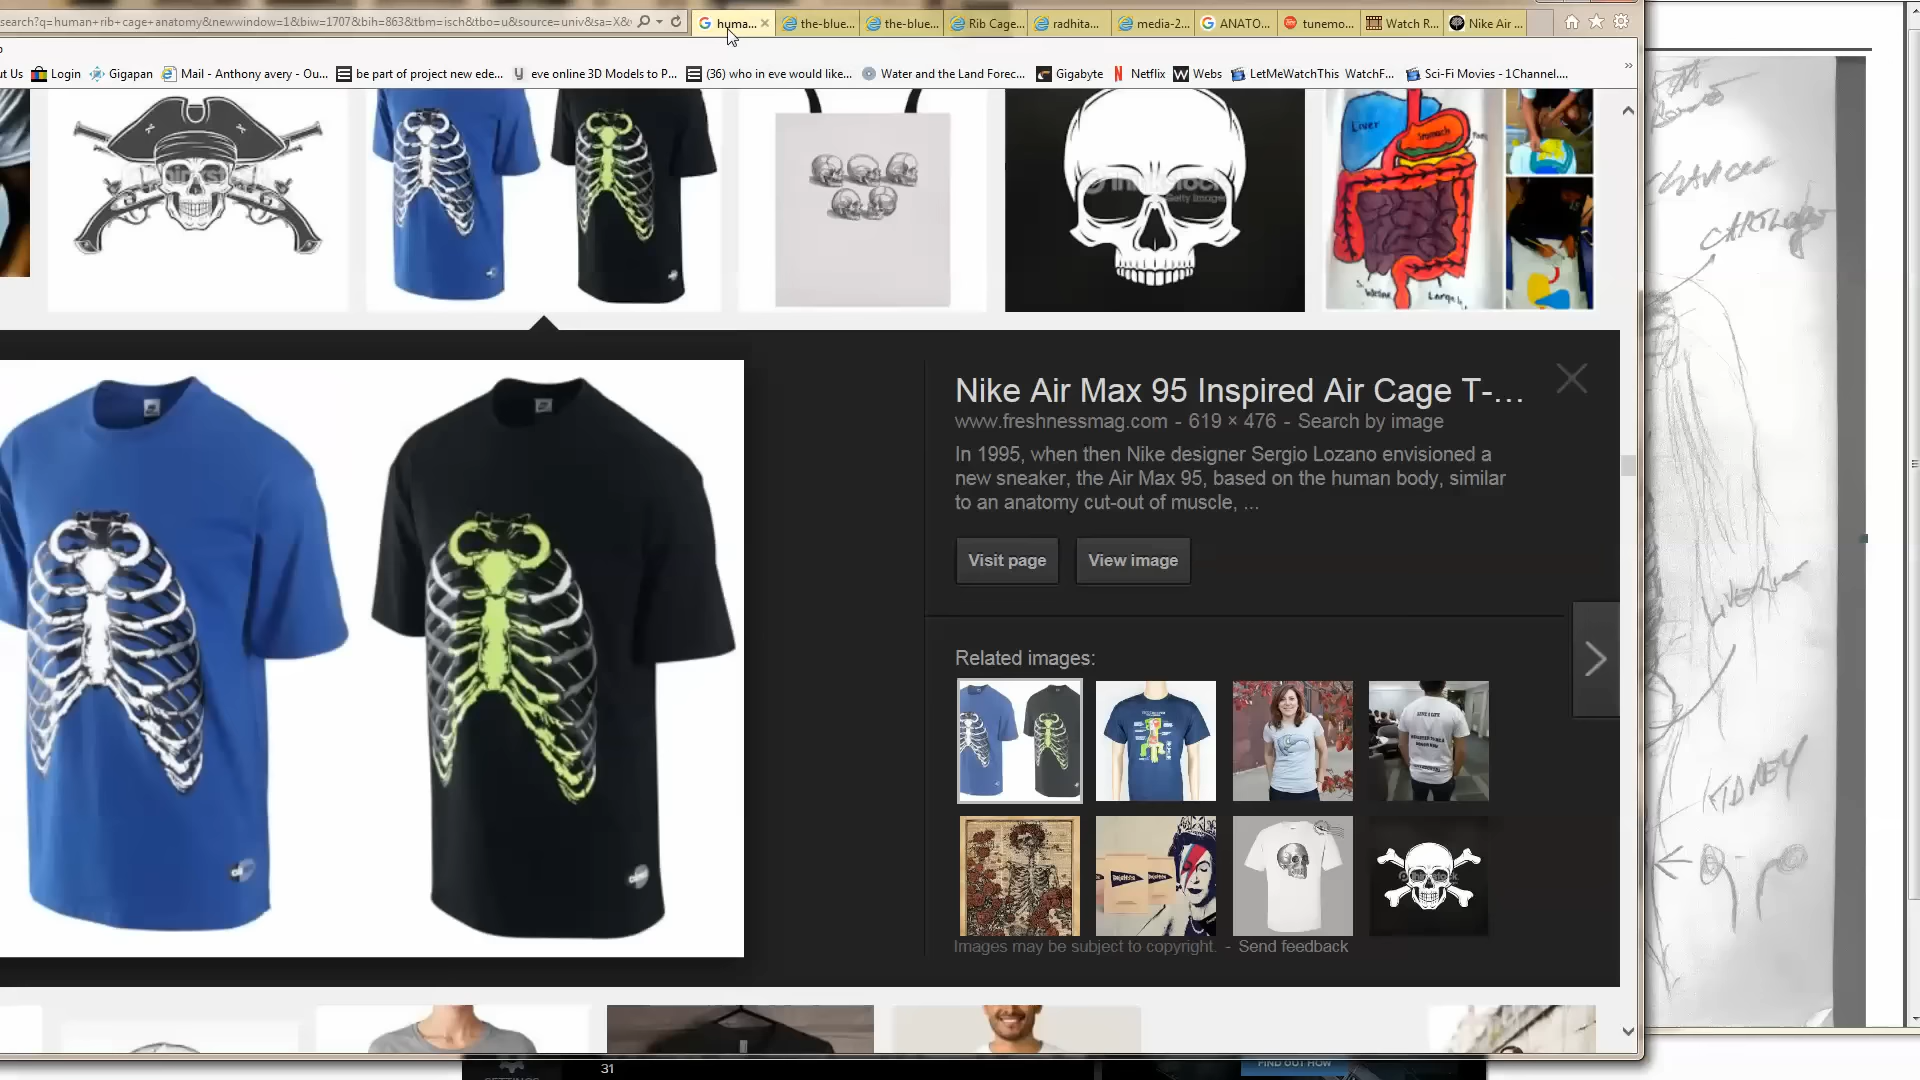 search?q=human+rib+cage+anatomy&newwindow=1&biw=1707&bih=863&tbm=isch&tbo=u&source=univ&sa=X&v
huma...
the-blue...
the-blue...
Rib Cage...
radhita...
media-2...
ANATO...
tunemo...
Watch R...
Nike Air ...
ut Us
Login
Gigapan
Mail - Anthony avery - Ou...
be part of project new ede...
eve online 3D Models to P...
(36) who in eve would like...
Water and the Land Forec...
Gigabyte
Netflix
Webs
LetMeWatchThis WatchF...
Sci-Fi Movies - 1Channel....
Liver
Stomach
Nike Air Max 95 Inspired Air Cage T-...
www.freshnessmag.com - 619 × 476 - Search by image
In 1995, when then Nike designer Sergio Lozano envisioned a
new sneaker, the Air Max 95, based on the human body, similar
to an anatomy cut-out of muscle, ...
Visit page
View image
Related images:
Images may be subject to copyright. - Send feedback
KIDNEY
31
FIND OUT HOW